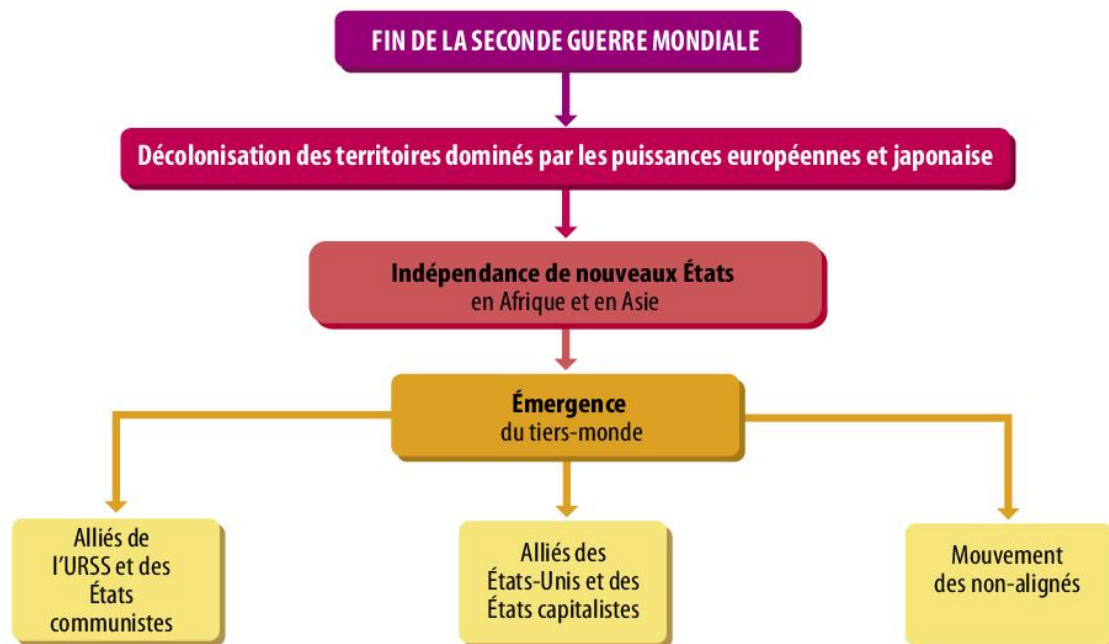 FIN DE LA SECONDE GUERRE MONDIALE
Décolonisation des territoires dominés par les puissances européennes et japonaise
Indépendance de nouveaux États
en Afrique et en Asie
Émergence
du tiers-monde
Alliés de
l'URSS et des
États
communistes
Alliés des
États-Unis et des
États capitalistes
Mouvement
des non-alignés